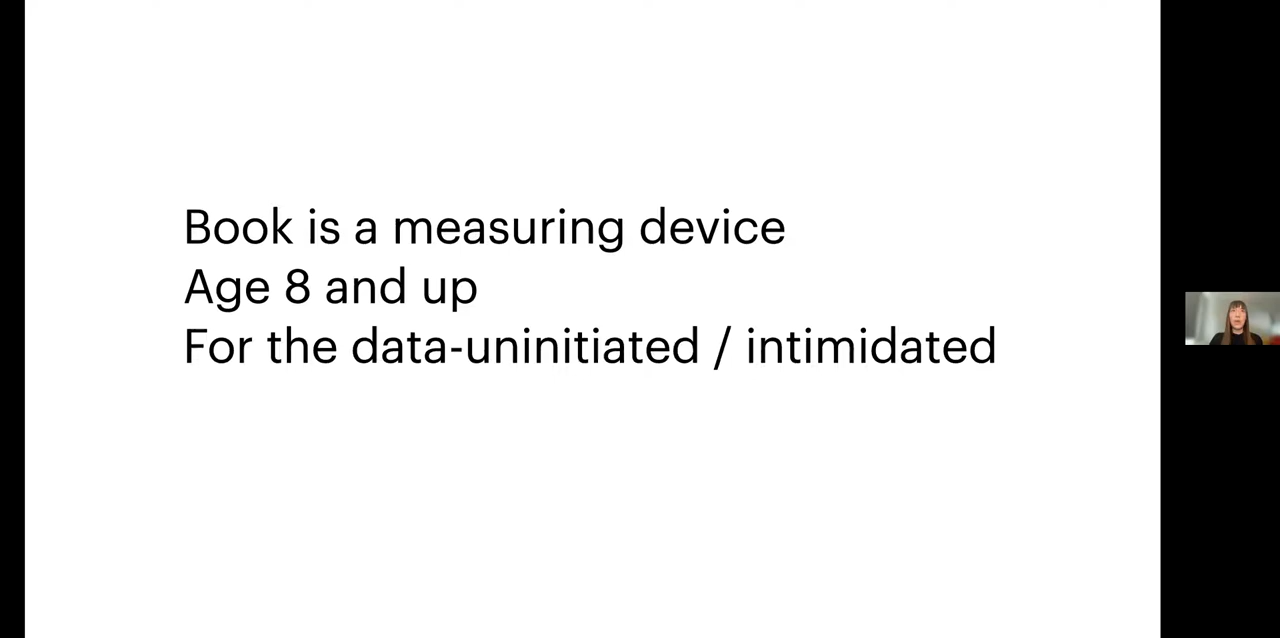 Book is a measuring device
Age 8 and up
For the data-uninitiated / intimidated